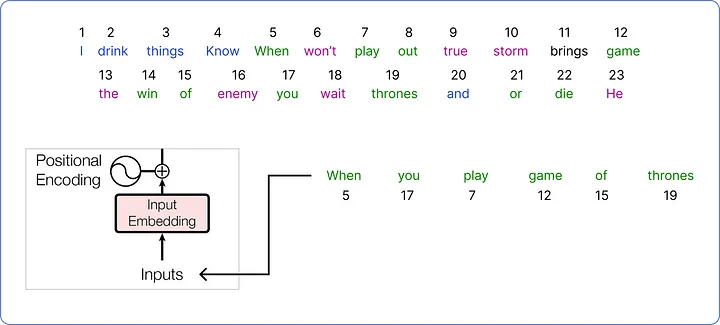 1 2 3 4 5 6 7 8 9 10 11 12
I drink things Know When won't play out true storm brings game
13 14 15 16 17 18 19 20 21 22 23
the win of enemy you wait thrones and or die He
Positional
Encoding
Input
Embedding
Inputs
When you play game of thrones
5 17 7 12 15 19